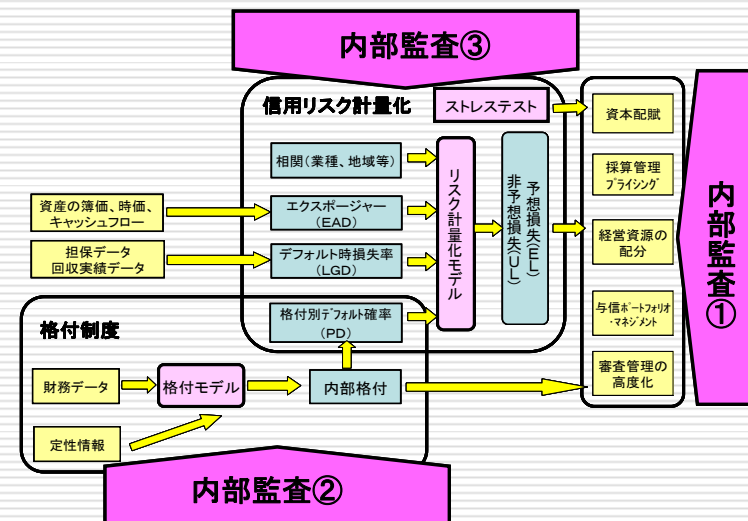 内部監査③
信用リスク計量化
ストレステスト
資本配賦
相関(業種、地域等)
採算管理
ﾌﾟﾗｲｼﾝｸﾞ
資産の簿価、時価、
キャッシュフロー
エクスポージャー
(EAD)
リスク計量化モデル
予想損失(EL)
非予想損失(UL)
経営資源の
配分
内部監査①
担保データ
回収実績データ
デフォルト時損失率
(LGD)
格付別ﾃﾞﾌｫﾙﾄ確率
(PD)
与信ﾎﾟｰﾄﾌｫﾘｵ
・ﾏﾈｼﾞﾒﾝﾄ
格付制度
財務データ
格付モデル
内部格付
審査管理の
高度化
定性情報
内部監査②